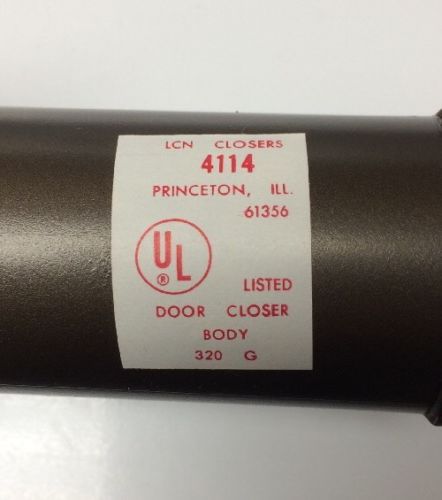 LCN CLOSERS
4114
PRINCETON, ILL.
61356
UL
®
LISTED
DOOR CLOSER
BODY
320 G